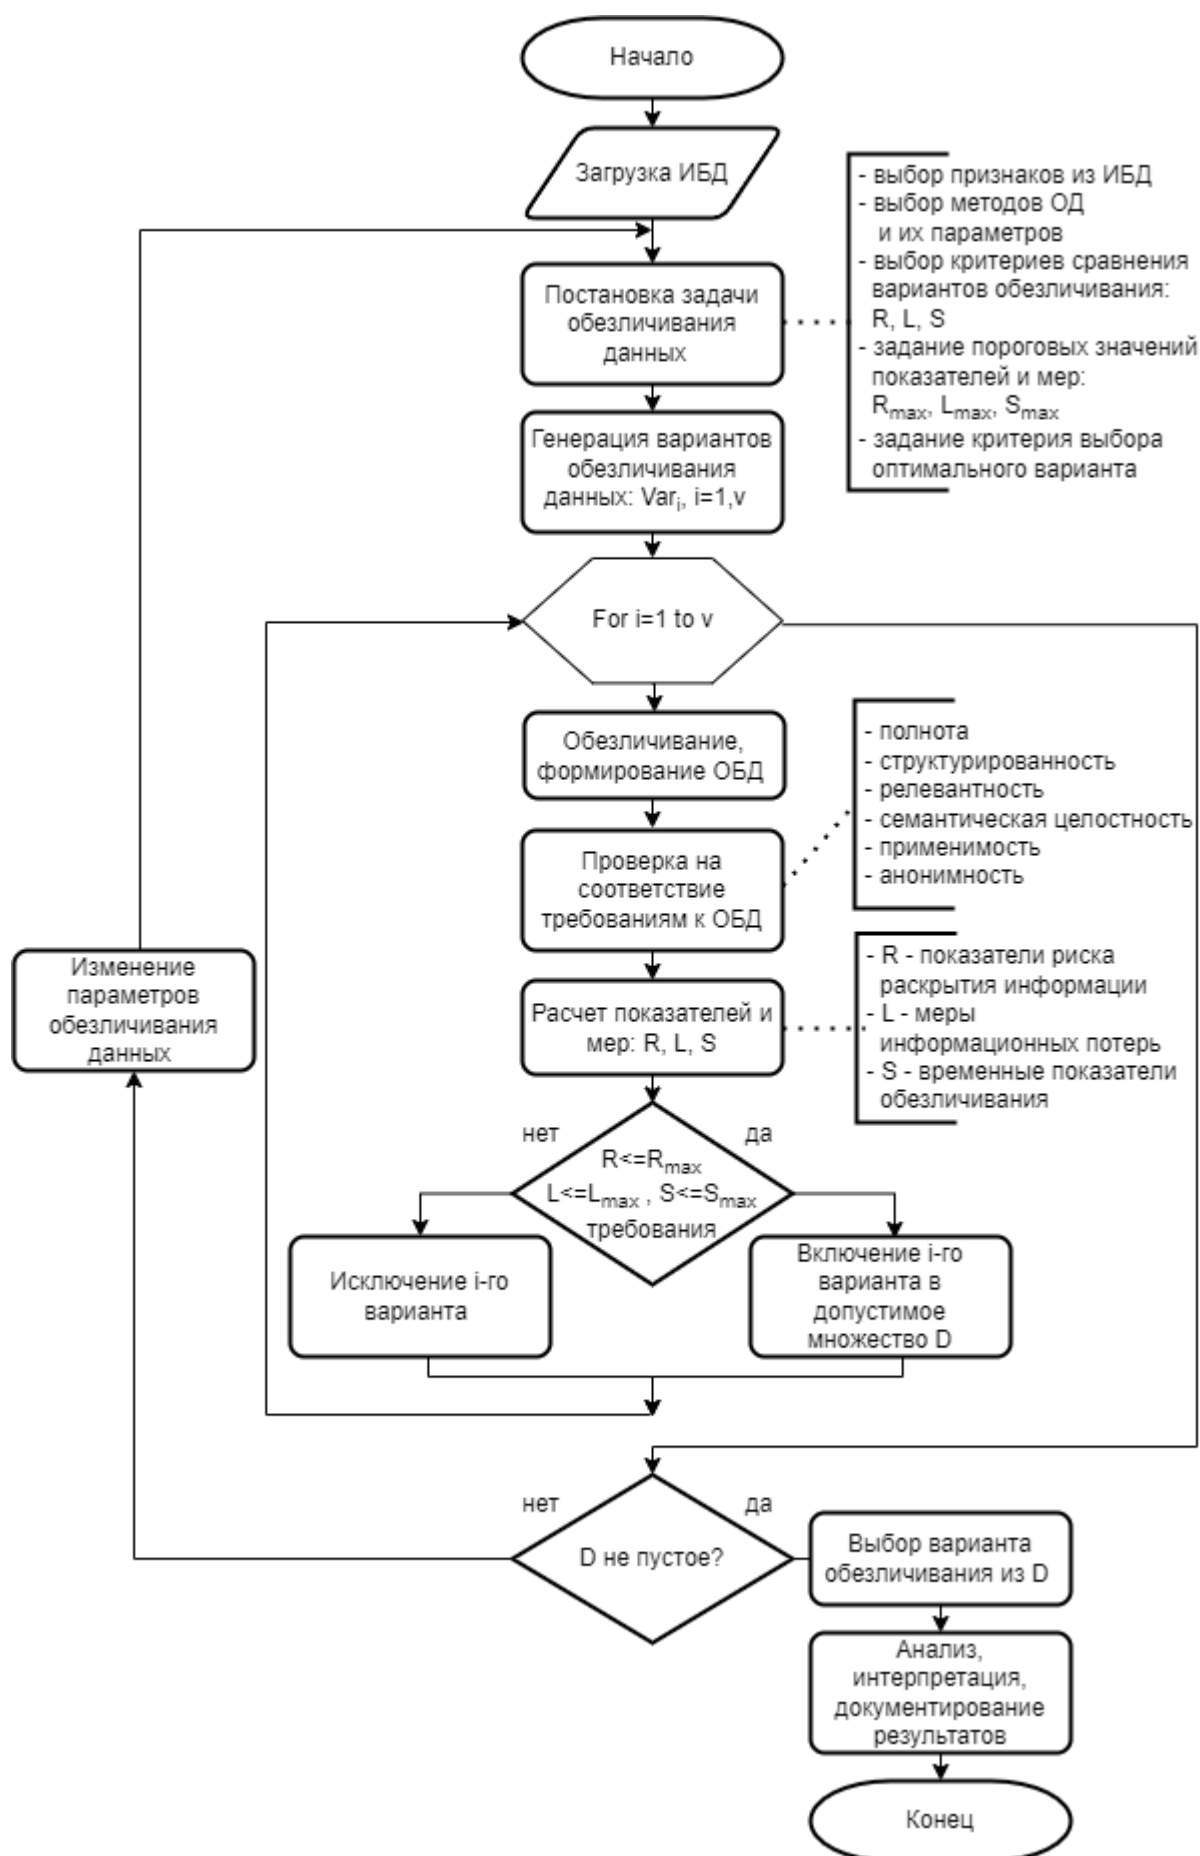 Начало
Загрузка ИБД
- выбор признаков из ИБД
- выбор методов ОД
и их параметров
- выбор критериев сравнения
вариантов обезличивания:
R, L, S
- задание пороговых значений
показателей и мер:
Rmax, Lmax, Smax
- задание критерия выбора
оптимального варианта
Постановка задачи
обезличивания
данных
Генерация вариантов
обезличивания
данных: Vari, i=1,v
For i=1 to v
Обезличивание,
формирование ОБД
- полнота
- структурированность
- релевантность
- семантическая целостность
- применимость
- анонимность
Проверка на
соответствие
требованиям к ОБД
Изменение
параметров
обезличивания
данных
Расчет показателей и
мер: R, L, S
- R - показатели риска
раскрытия информации
- L - меры
информационных потерь
- S - временные показатели
обезличивания
нет
да
R<=Rmax
L<=Lmax , S<=Smax
требования
Исключение i-го
варианта
Включение i-го
варианта в
допустимое
множество D
нет
да
D не пустое?
Выбор варианта
обезличивания из D
Анализ,
интерпретация,
документирование
результатов
Конец